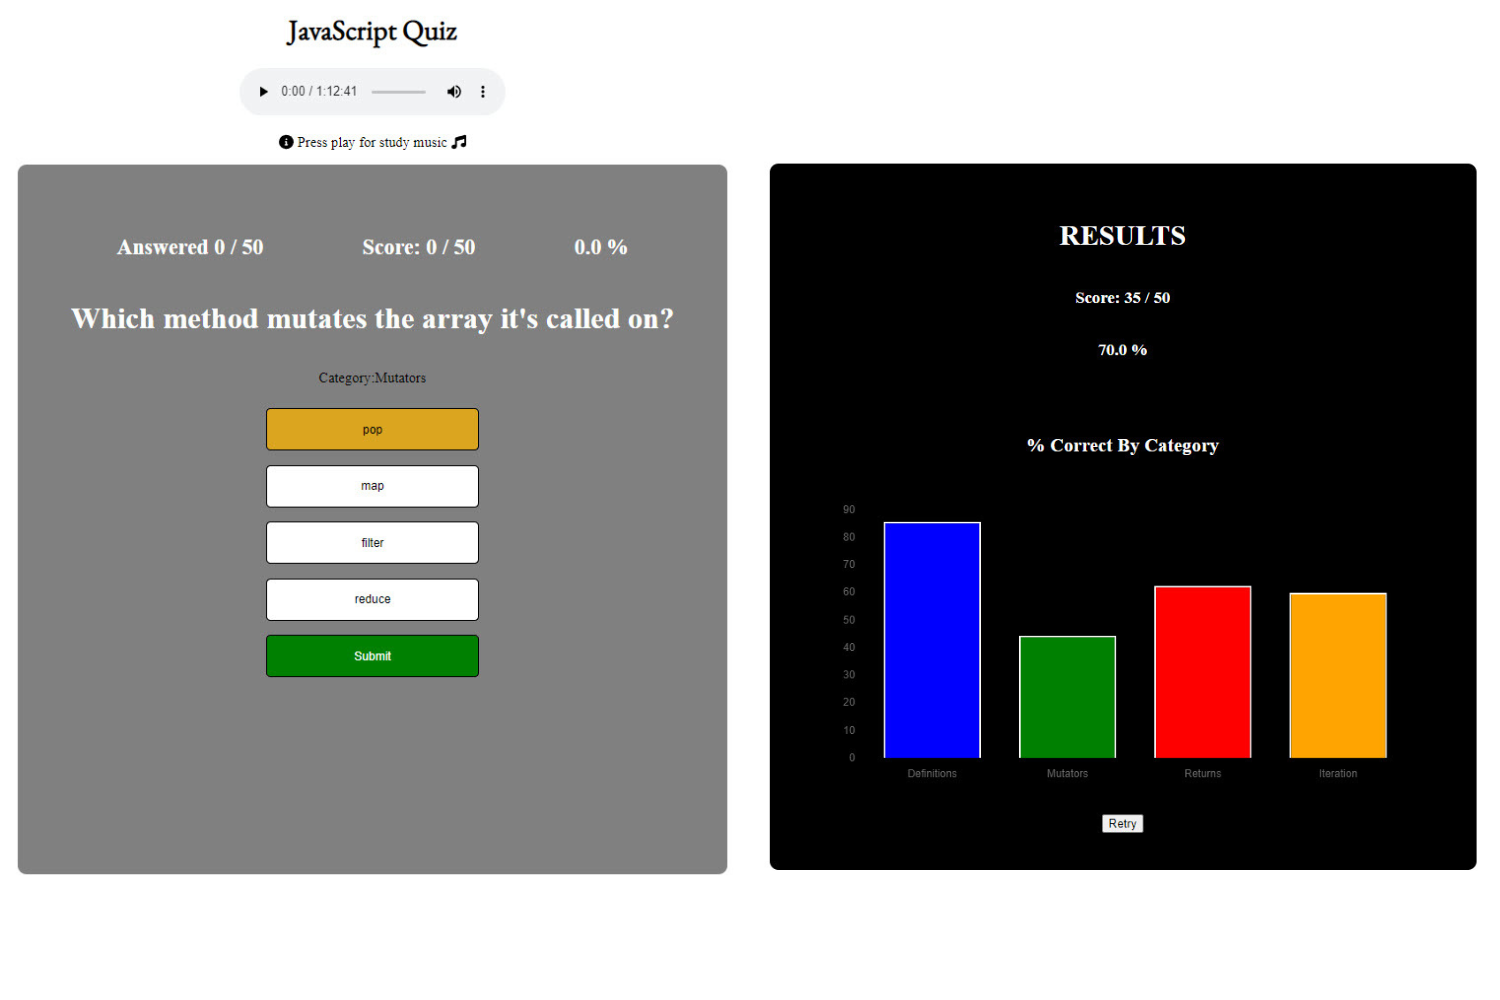 JavaScript Quiz
0:00 / 1:12:41
Press play for study music
Answered 0 / 50
Score: 0 / 50
0.0 %
Which method mutates the array it's called on?
Category:Mutators
pop
map
filter
reduce
Submit
RESULTS
Score: 35 / 50
70.0 %
% Correct By Category
90
80
70
60
50
40
30
20
10
0
Definitions
Mutators
Returns
Iteration
Retry